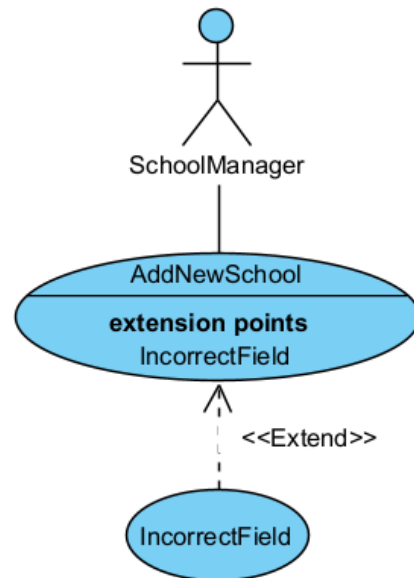 SchoolManager
AddNewSchool
extension points
IncorrectField
<<Extend>>
IncorrectField